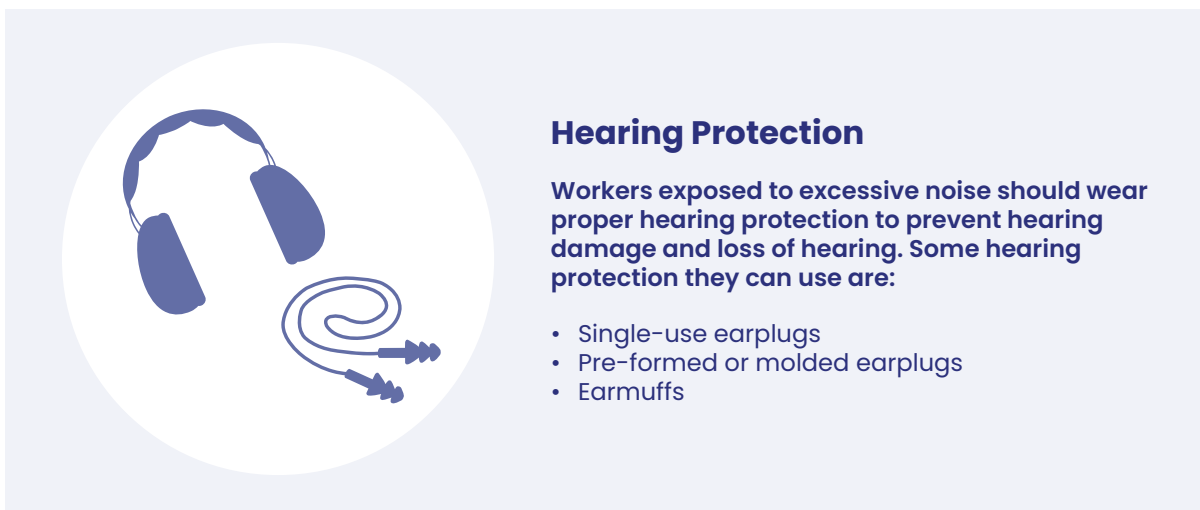 Hearing Protection
Workers exposed to excessive noise should wear
proper hearing protection to prevent hearing
damage and loss of hearing. Some hearing
protection they can use are:
• Single-use earplugs
• Pre-formed or molded earplugs
• Earmuffs